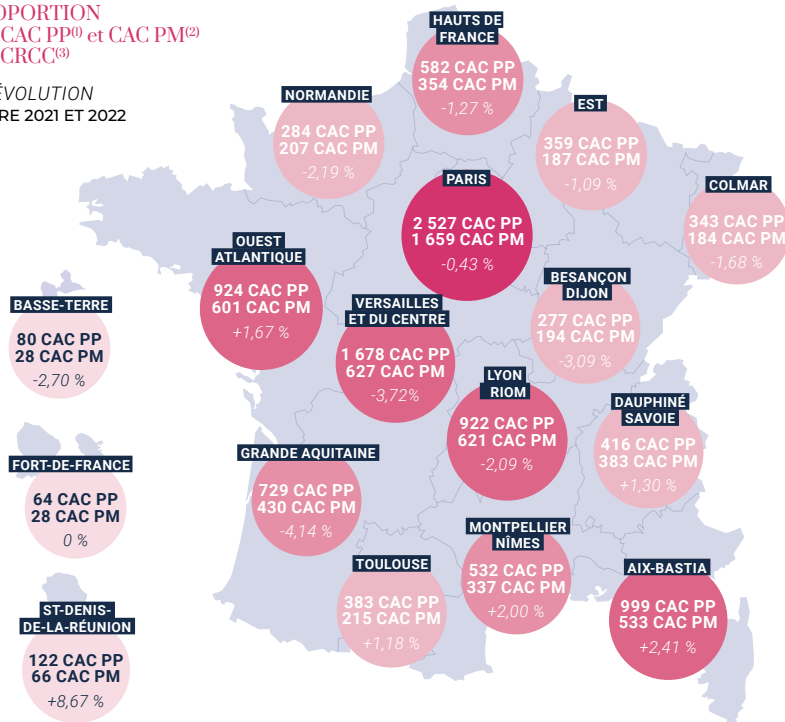 OPORTION
CAC PP(1) et CAC PM(2)
CRCC(3)
ÉVOLUTION
RE 2021 ET 2022
HAUTS DE
FRANCE
582 CAC PP
354 CAC PM
-1,27 %
NORMANDIE
284 CAC PP
207 CAC PM
-2,19 %
EST
359 CAC PP
187 CAC PM
-1,09 %
PARIS
2 527 CAC PP
1 659 CAC PM
-0,43 %
COLMAR
343 CAC PP
184 CAC PM
-1,68 %
OUEST
ATLANTIQUE
924 CAC PP
601 CAC PM
+1,67 %
BESANÇON
DIJON
277 CAC PP
194 CAC PM
-3,09 %
BASSE-TERRE
80 CAC PP
28 CAC PM
-2,70 %
VERSAILLES
ET DU CENTRE
1 678 CAC PP
627 CAC PM
-3,72%
LYON
RIOM
922 CAC PP
621 CAC PM
-2,09 %
DAUPHINÉ
SAVOIE
416 CAC PP
383 CAC PM
+1,30 %
FORT-DE-FRANCE
64 CAC PP
28 CAC PM
0 %
GRANDE AQUITAINE
729 CAC PP
430 CAC PM
-4,14 %
MONTPELLIER
NÎMES
532 CAC PP
337 CAC PM
+2,00 %
TOULOUSE
383 CAC PP
215 CAC PM
+1,18 %
AIX-BASTIA
999 CAC PP
533 CAC PM
+2,41 %
ST-DENIS-
DE-LA-RÉUNION
122 CAC PP
66 CAC PM
+8,67 %